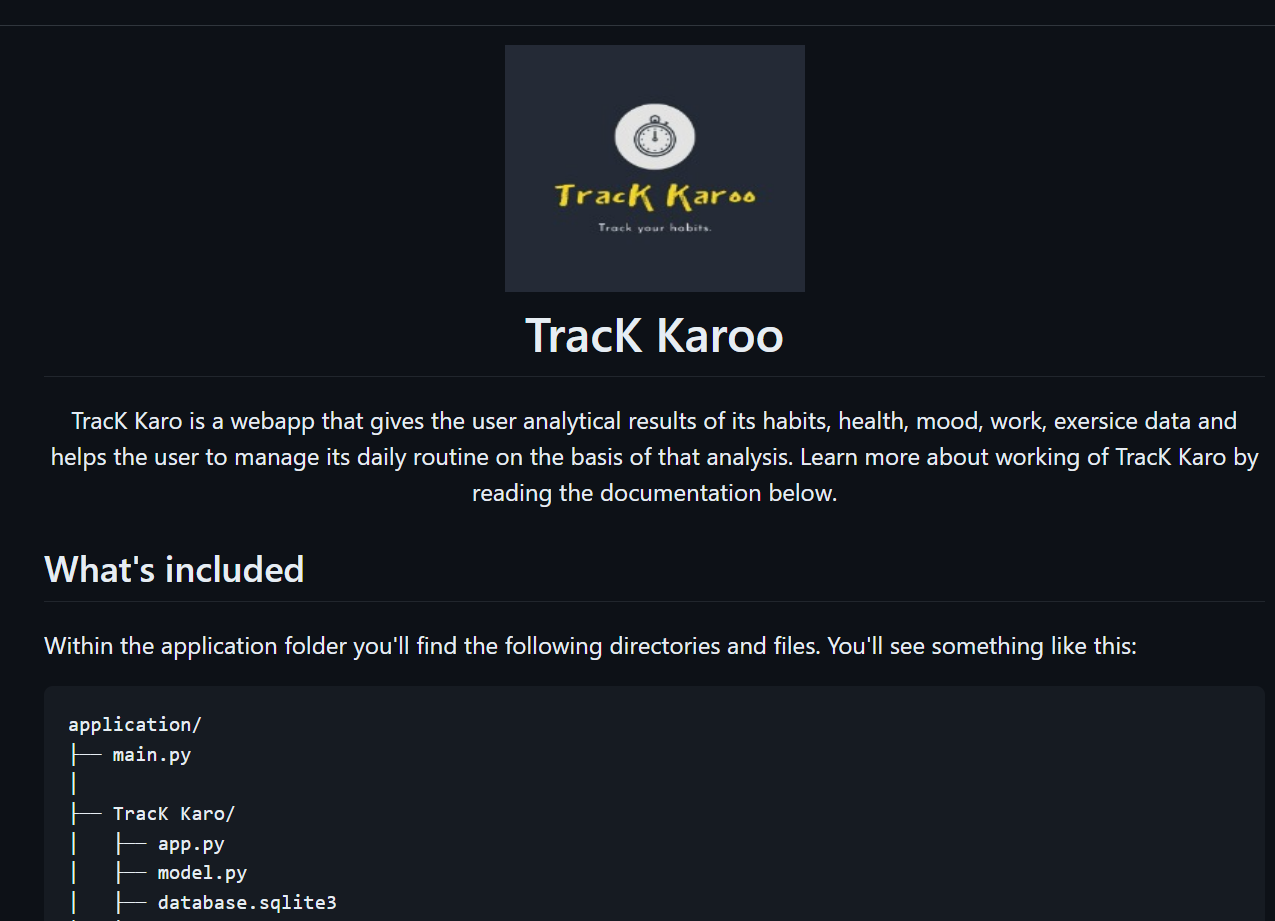 TracK Karoo
Track your habits.
TracK Karoo
TracK Karo is a webapp that gives the user analytical results of its habits, health, mood, work, exersice data and
helps the user to manage its daily routine on the basis of that analysis. Learn more about working of TracK Karo by
reading the documentation below.
What's included
Within the application folder you'll find the following directories and files. You'll see something like this:
application/
├── main.py
│
├── TracK Karo/
│   ├── app.py
│   ├── model.py
│   ├── database.sqlite3